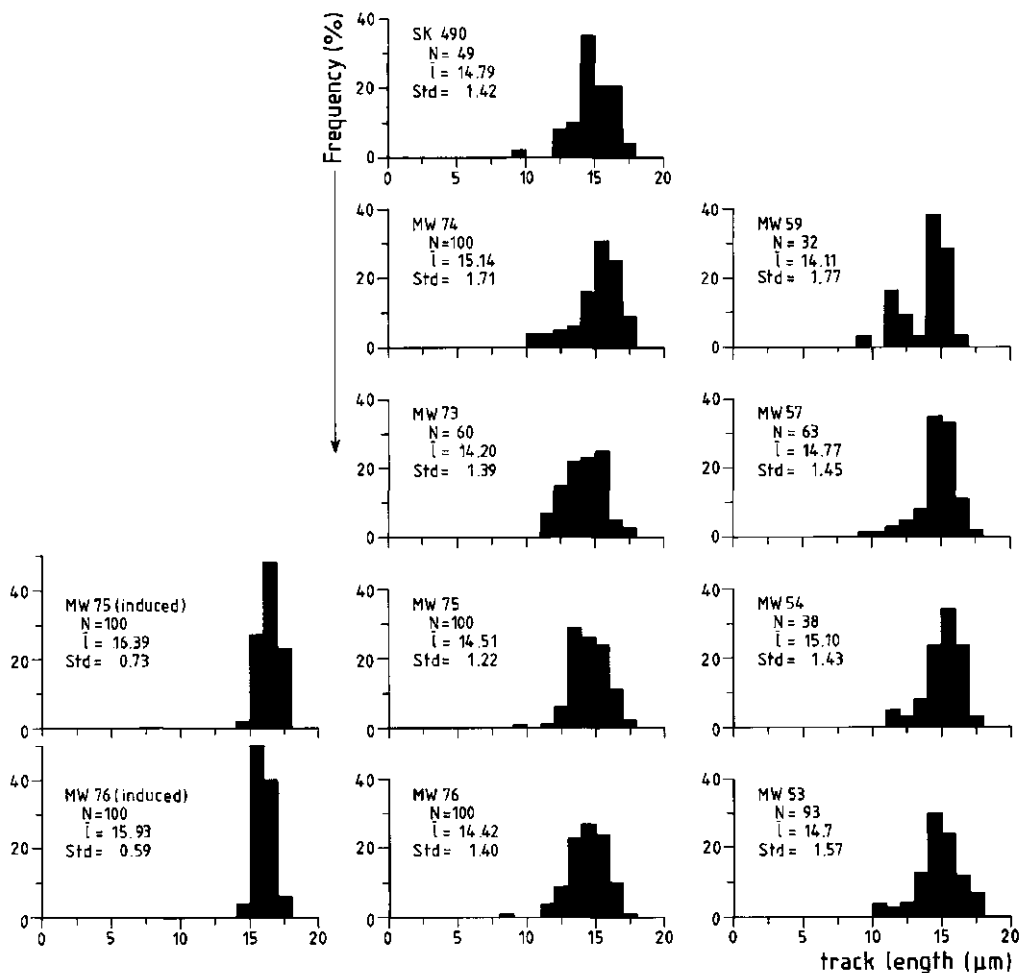 Frequency (%)
SK 490
N = 49
l̄ = 14.79
Std = 1.42
40
20
0
0 5 10 15 20
MW 74
N=100
l̄ = 15.14
Std = 1.71
40
20
0
MW 59
N = 32
l̄ = 14.11
Std = 1.77
40
20
0
MW 73
N = 60
l̄ = 14.20
Std = 1.39
40
20
0
MW 57
N = 63
l̄ = 14.77
Std = 1.45
40
20
0
MW 75 (induced)
N=100
l̄ = 16.39
Std = 0.73
40
20
0
MW 75
N=100
l̄ = 14.51
Std = 1.22
40
20
0
MW 54
N = 38
l̄ = 15.10
Std = 1.43
40
20
0
MW 76 (induced)
N=100
l̄ = 15.93
Std = 0.59
40
20
0
0 5 10 15 20
MW 76
N=100
l̄ = 14.42
Std = 1.40
40
20
0
0 5 10 15 20
MW 53
N = 93
l̄ = 14.7
Std = 1.57
40
20
0
0 5 10 15 20
track length (µm)